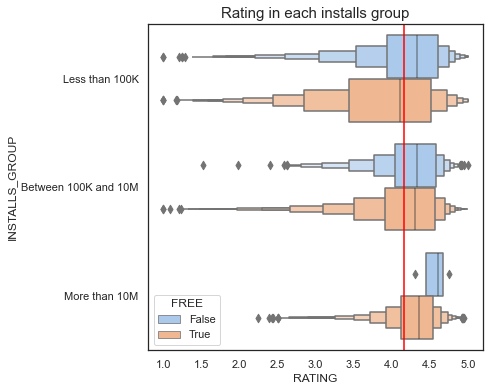 Rating in each installs group
INSTALLS_GROUP
Less than 100K
Between 100K and 10M
More than 10M
FREE
False
True
1.0 1.5 2.0 2.5 3.0 3.5 4.0 4.5 5.0
RATING